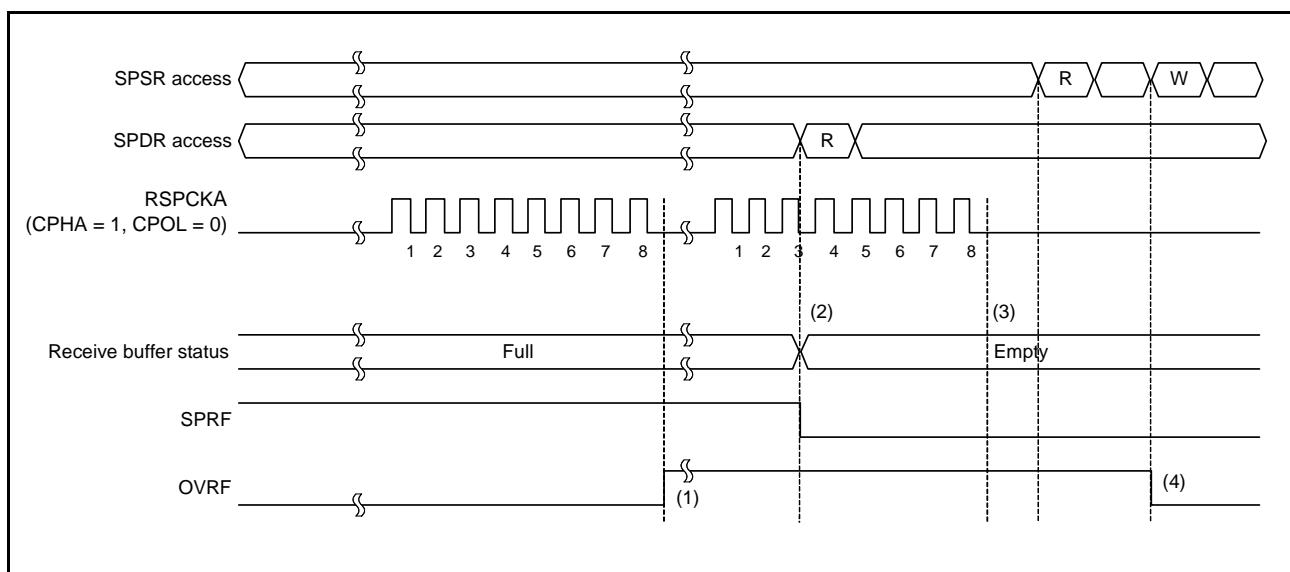 SPSR access R W
SPDR access R
RSPCKA
(CPHA = 1, CPOL = 0)
1 2 3 4 5 6 7 8 1 2 3 4 5 6 7 8
(2) (3)
Receive buffer status Full Empty
SPRF
OVRF (1) (4)